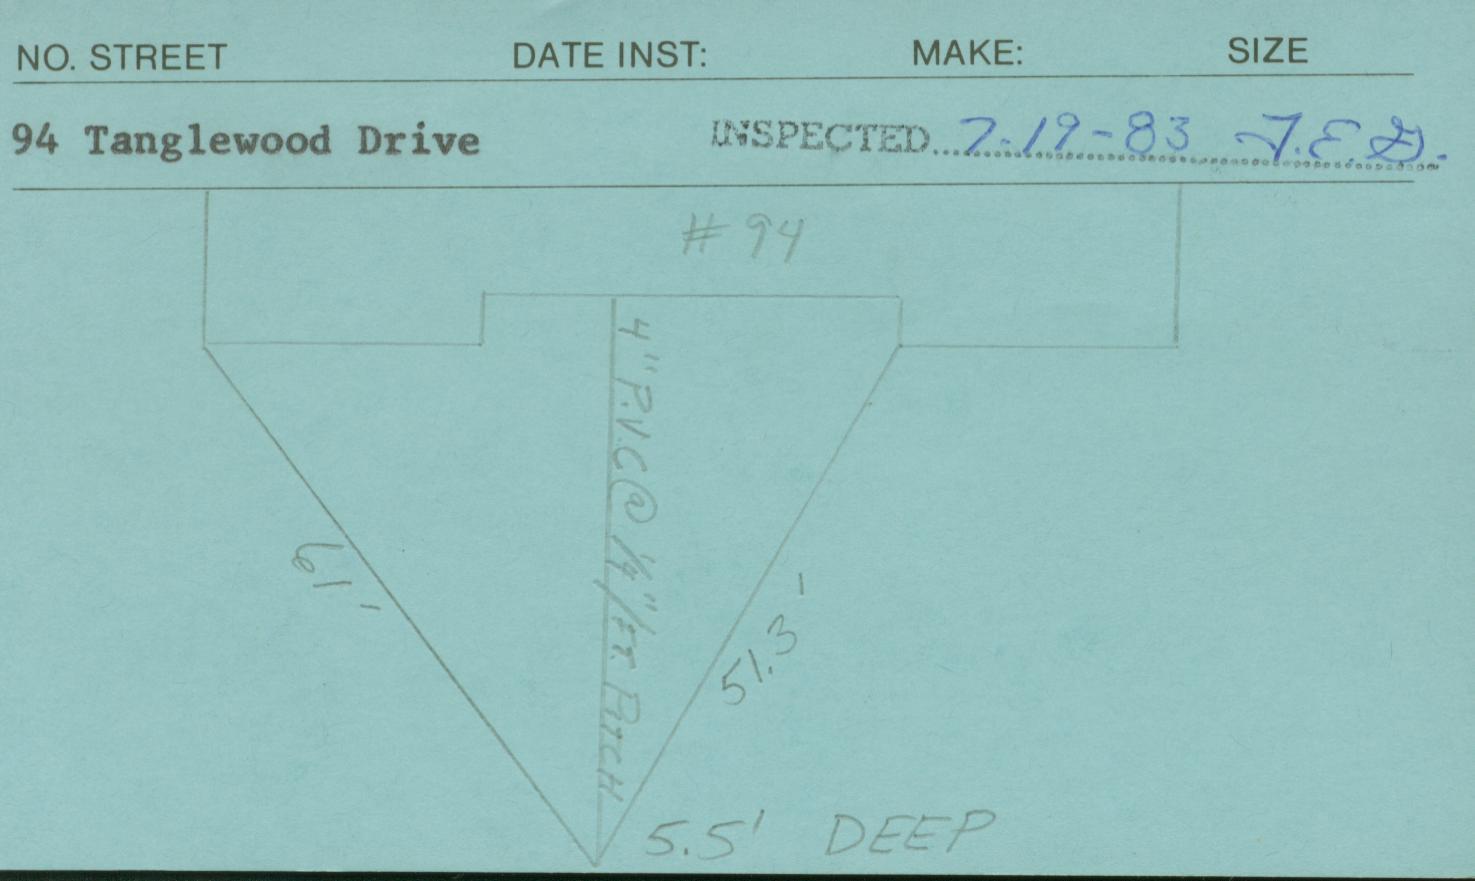 NO. STREET DATE INST: MAKE: SIZE
94 Tanglewood Drive INSPECTED...7-19-83 T.E.D.
# 94
4" P.V.C @ 1/4"/FT. PITCH
61'
51.3'
5.5' DEEP